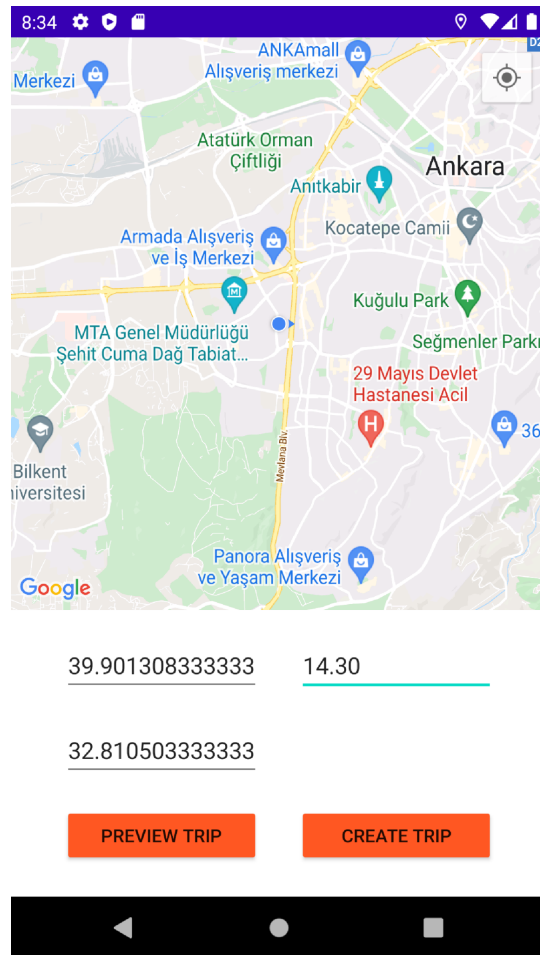 8:34
D2
ANKAmall
Alışveriş merkezi
Merkezi
Atatürk Orman
Çiftliği
Ankara
Anıtkabir
Kocatepe Camii
Armada Alışveriş
ve İş Merkezi
Kuğulu Park
MTA Genel Müdürlüğü
Şehit Cuma Dağ Tabiat...
Seğmenler Parkı
29 Mayıs Devlet
Hastanesi Acil
H
36
Mevlana Blv.
Bilkent
niversitesi
Panora Alışveriş
ve Yaşam Merkezi
Google
39.901308333333
14.30
32.810503333333
PREVIEW TRIP
CREATE TRIP